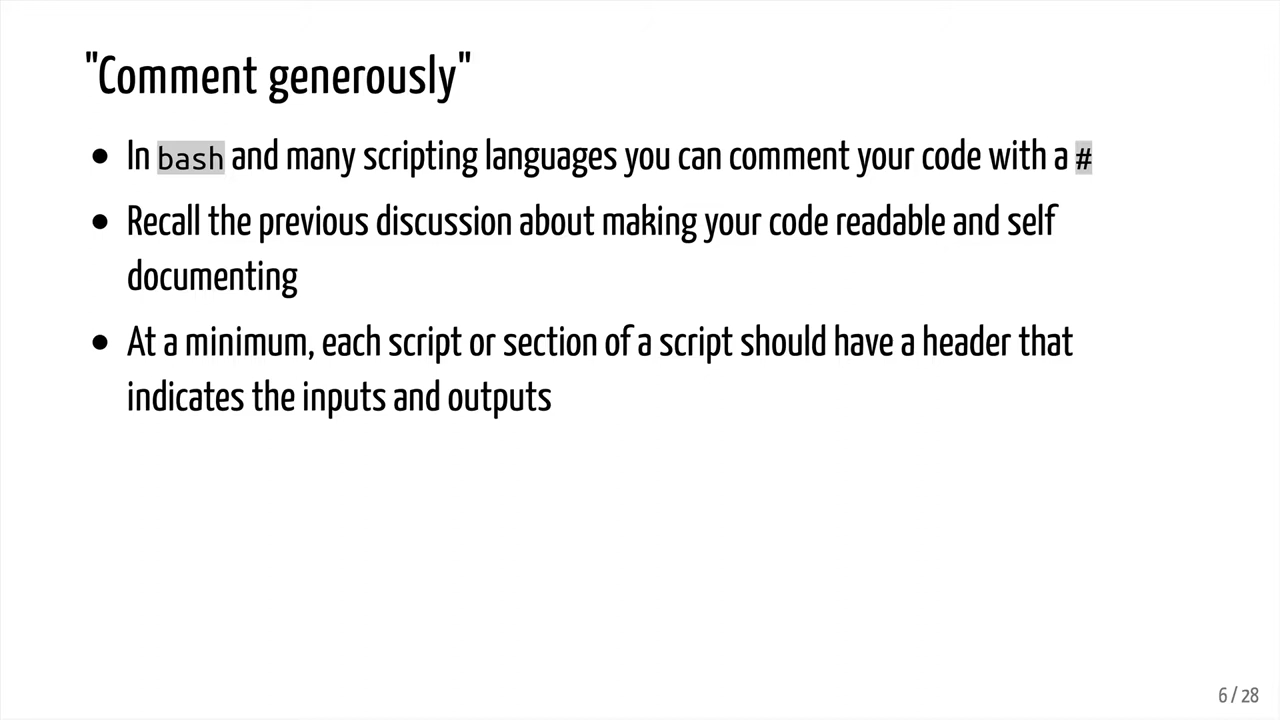 "Comment generously"
In bash and many scripting languages you can comment your code with a #
Recall the previous discussion about making your code readable and self
documenting
At a minimum, each script or section of a script should have a header that
indicates the inputs and outputs
6 / 28